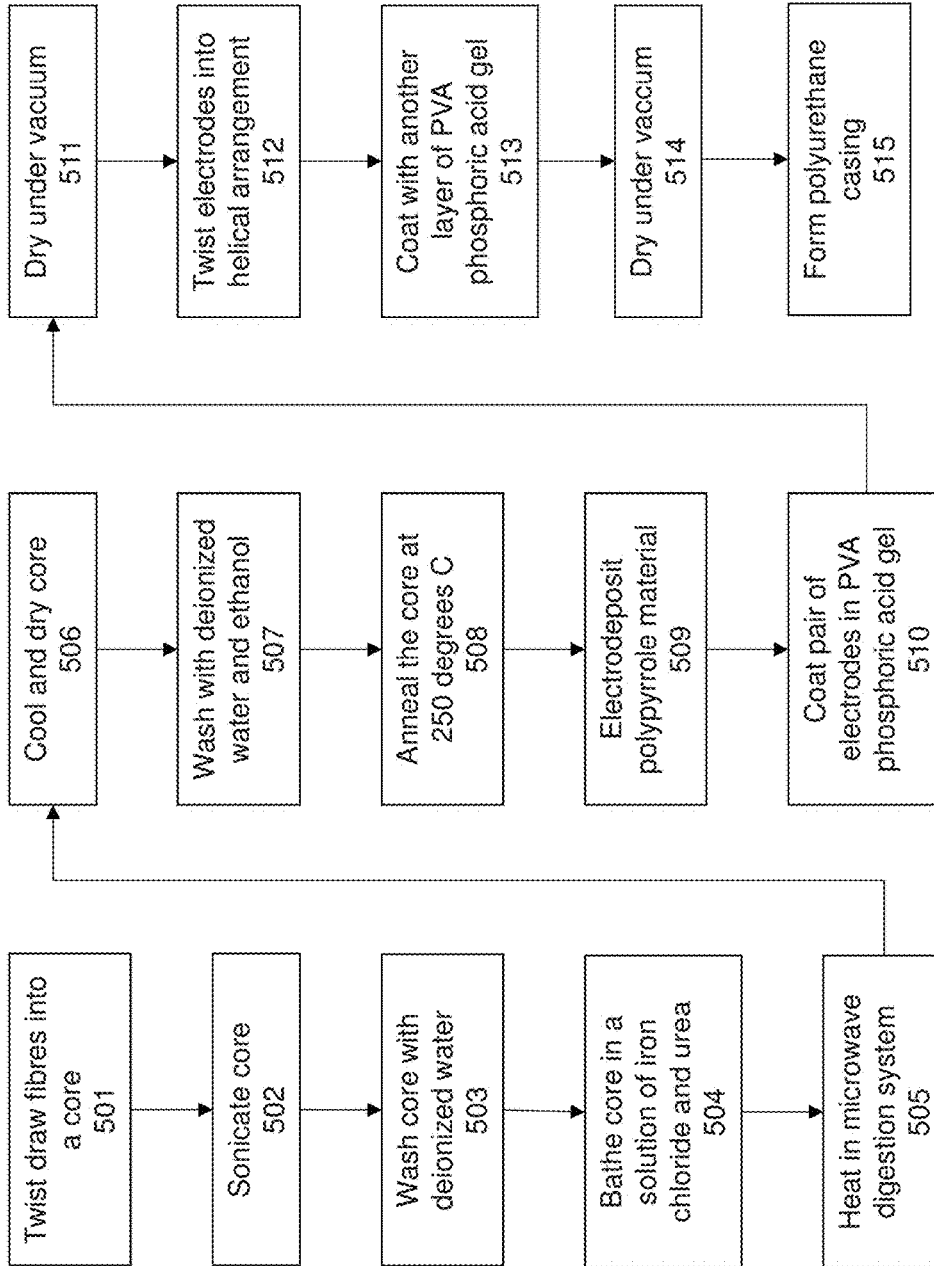 Twist draw fibres into
a core
501
Sonicate core
502
Wash core with
deionized water
503
Bathe core in a
solution of iron
chloride and urea
504
Heat in microwave
digestion system
505
Cool and dry core
506
Wash with deionized
water and ethanol
507
Anneal the core at
250 degrees C
508
Electrodeposit
polypyrrole material
509
Coat pair of
electrodes in PVA
phosphoric acid gel
510
Dry under vacuum
511
Twist electrodes into
helical arrangement
512
Coat with another
layer of PVA
phosphoric acid gel
513
Dry under vaccum
514
Form polyurethane
casing
515